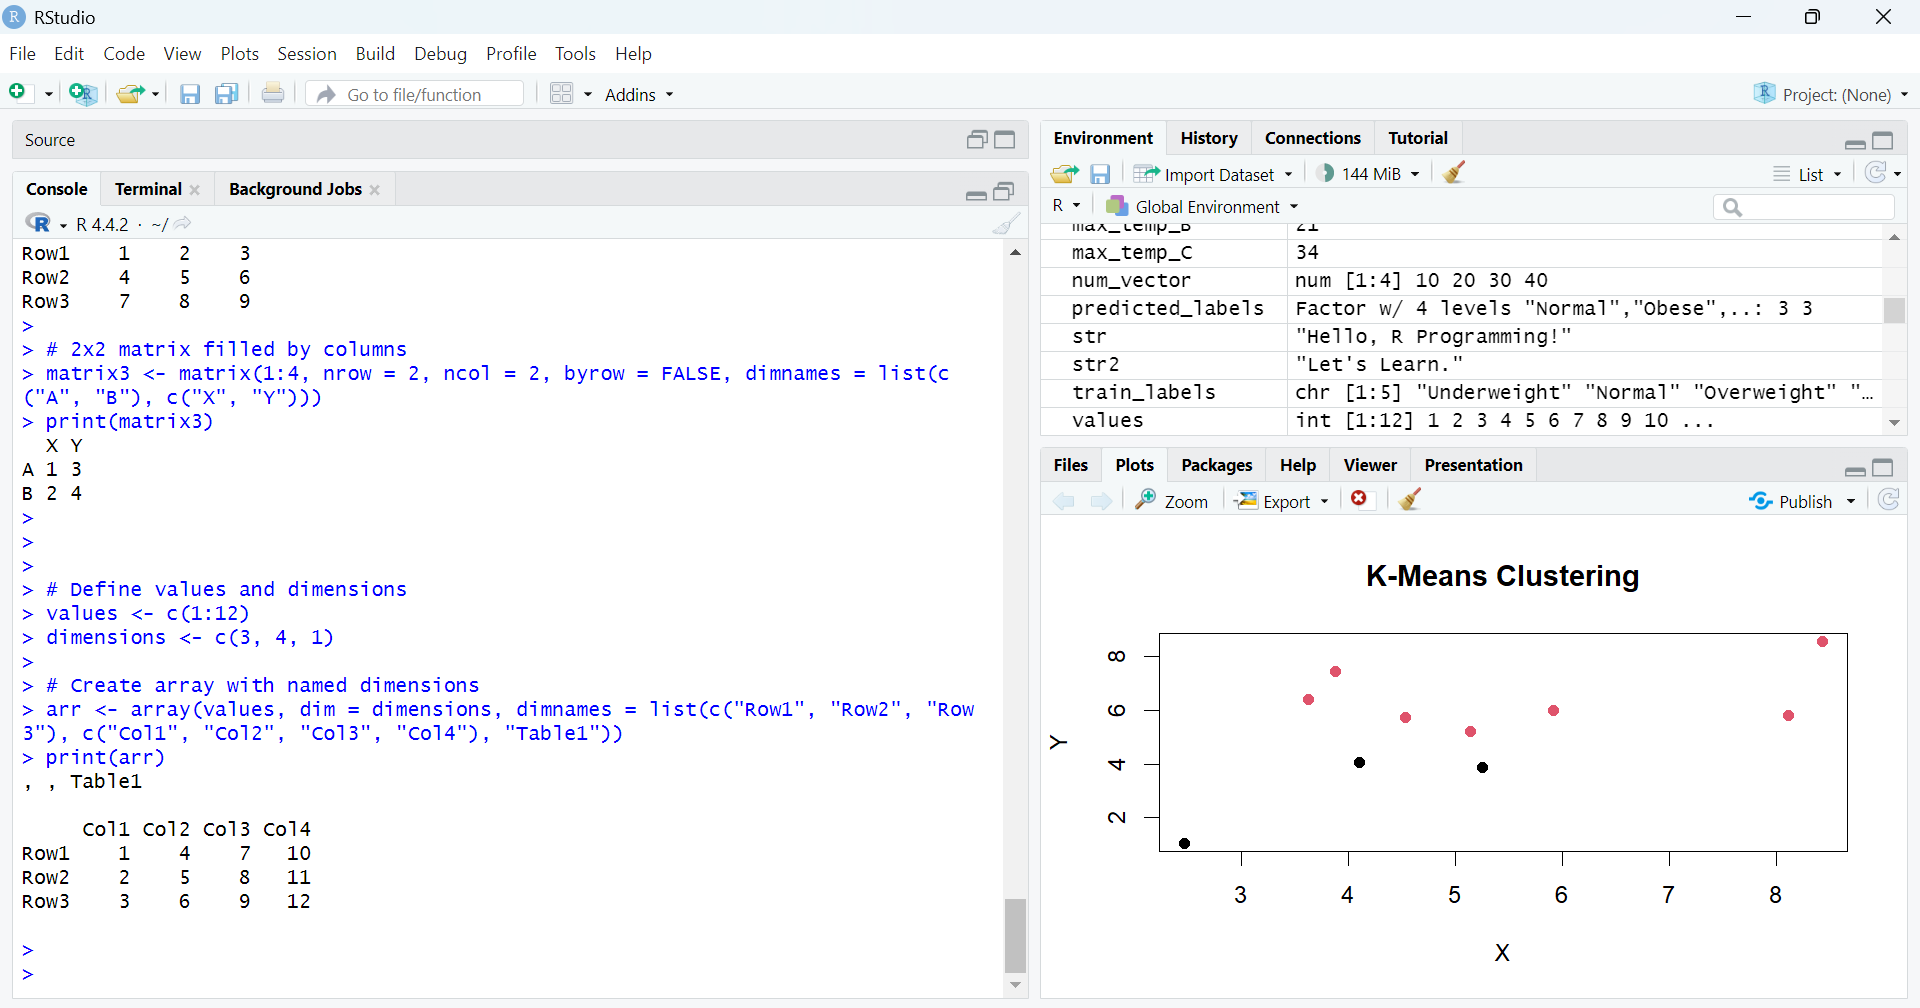 RStudio
File Edit Code View Plots Session Build Debug Profile Tools Help
Go to file/function Addins Project: (None)
Source
Console Terminal Background Jobs
R 4.4.2 · ~/
Row1 1 2 3
Row2 4 5 6
Row3 7 8 9
>
> # 2x2 matrix filled by columns
> matrix3 <- matrix(1:4, nrow = 2, ncol = 2, byrow = FALSE, dimnames = list(c
("A", "B"), c("X", "Y")))
> print(matrix3)
X Y
A 1 3
B 2 4
>
>
>
> # Define values and dimensions
> values <- c(1:12)
> dimensions <- c(3, 4, 1)
>
> # Create array with named dimensions
> arr <- array(values, dim = dimensions, dimnames = list(c("Row1", "Row2", "Row
3"), c("Col1", "Col2", "Col3", "Col4"), "Table1"))
> print(arr)
, , Table1
Col1 Col2 Col3 Col4
Row1 1 4 7 10
Row2 2 5 8 11
Row3 3 6 9 12
>
>
Environment History Connections Tutorial
Import Dataset 144 MiB List
R Global Environment
max_temp_B 21
max_temp_C 34
num_vector num [1:4] 10 20 30 40
predicted_labels Factor w/ 4 levels "Normal","Obese",..: 3 3
str "Hello, R Programming!"
str2 "Let's Learn."
train_labels chr [1:5] "Underweight" "Normal" "Overweight" "…
values int [1:12] 1 2 3 4 5 6 7 8 9 10 ...
Files Plots Packages Help Viewer Presentation
Zoom Export Publish
K-Means Clustering
8
6
Y
4
2
3 4 5 6 7 8
X